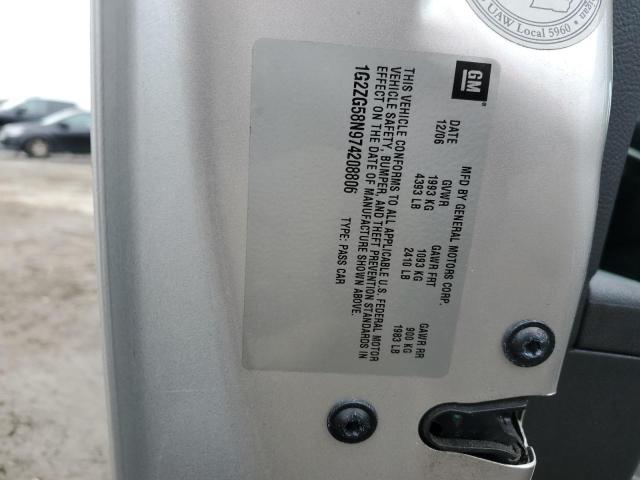 UAW Local 5960
GM
MFD BY GENERAL MOTORS CORP.
DATE GVWR GAWR FRT GAWR RR
12/06 1993 KG 1093 KG 900 KG
4393 LB 2410 LB 1983 LB
THIS VEHICLE CONFORMS TO ALL APPLICABLE U.S. FEDERAL MOTOR
VEHICLE SAFETY, BUMPER, AND THEFT PREVENTION STANDARDS IN
EFFECT ON THE DATE OF MANUFACTURE SHOWN ABOVE.
1G2ZG58N974208806 TYPE: PASS CAR